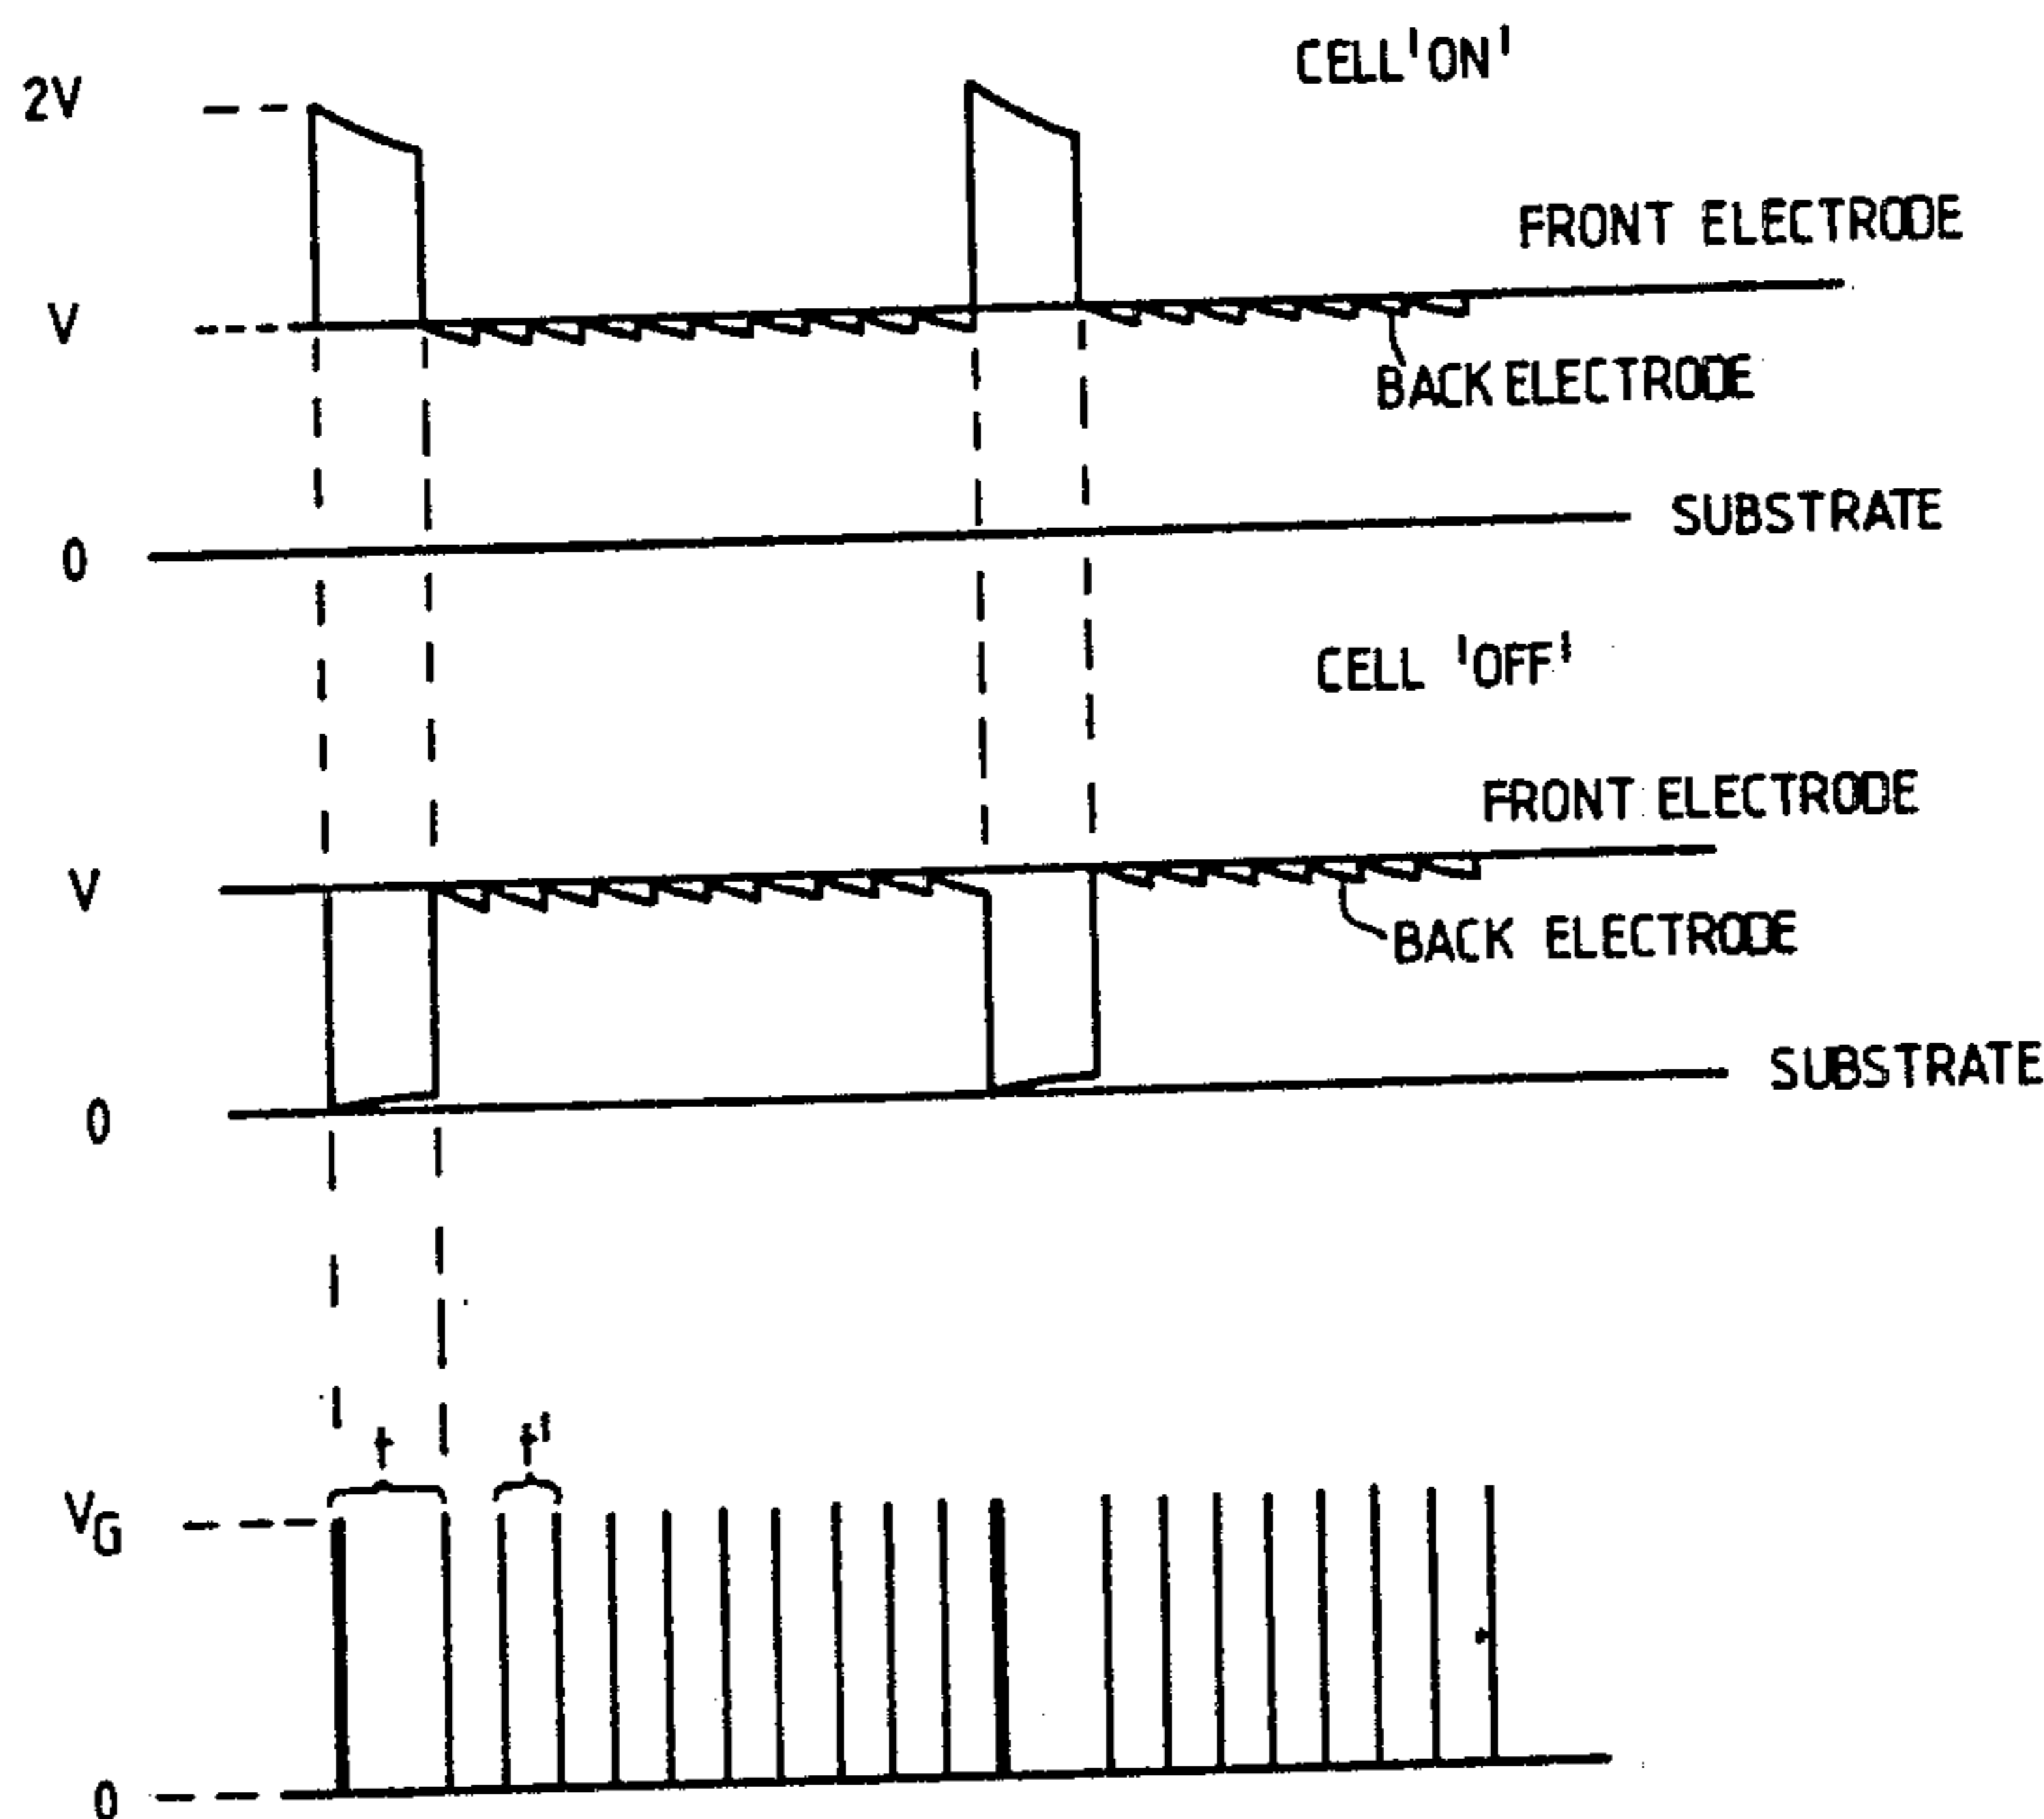 CELL 'ON'
2V
FRONT ELECTRODE
V
BACK ELECTRODE
SUBSTRATE
0
CELL 'OFF'
FRONT ELECTRODE
V
BACK ELECTRODE
SUBSTRATE
0
t t'
VG
0